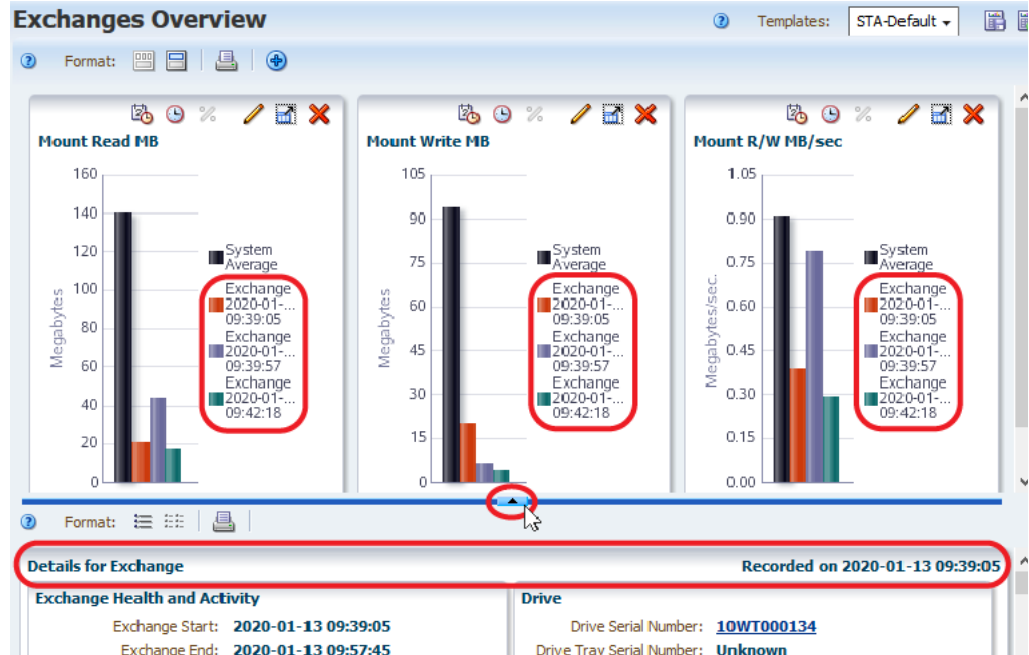 Exchanges Overview
Templates: STA-Default
Format:
Mount Read MB
160
140
120
100
80
60
40
20
0
Megabytes
System
Average
Exchange
2020-01-...
09:39:05
Exchange
2020-01-...
09:39:57
Exchange
2020-01-...
09:42:18
Mount Write MB
105
90
75
60
45
30
15
0
Megabytes
System
Average
Exchange
2020-01-...
09:39:05
Exchange
2020-01-...
09:39:57
Exchange
2020-01-...
09:42:18
Mount R/W MB/sec
1.05
0.90
0.75
0.60
0.45
0.30
0.15
0.00
Megabytes/sec.
System
Average
Exchange
2020-01-...
09:39:05
Exchange
2020-01-...
09:39:57
Exchange
2020-01-...
09:42:18
Format:
Details for Exchange Recorded on 2020-01-13 09:39:05
Exchange Health and Activity
Exchange Start: 2020-01-13 09:39:05
Exchange End: 2020-01-13 09:57:45
Drive
Drive Serial Number: 10WT000134
Drive Tray Serial Number: Unknown